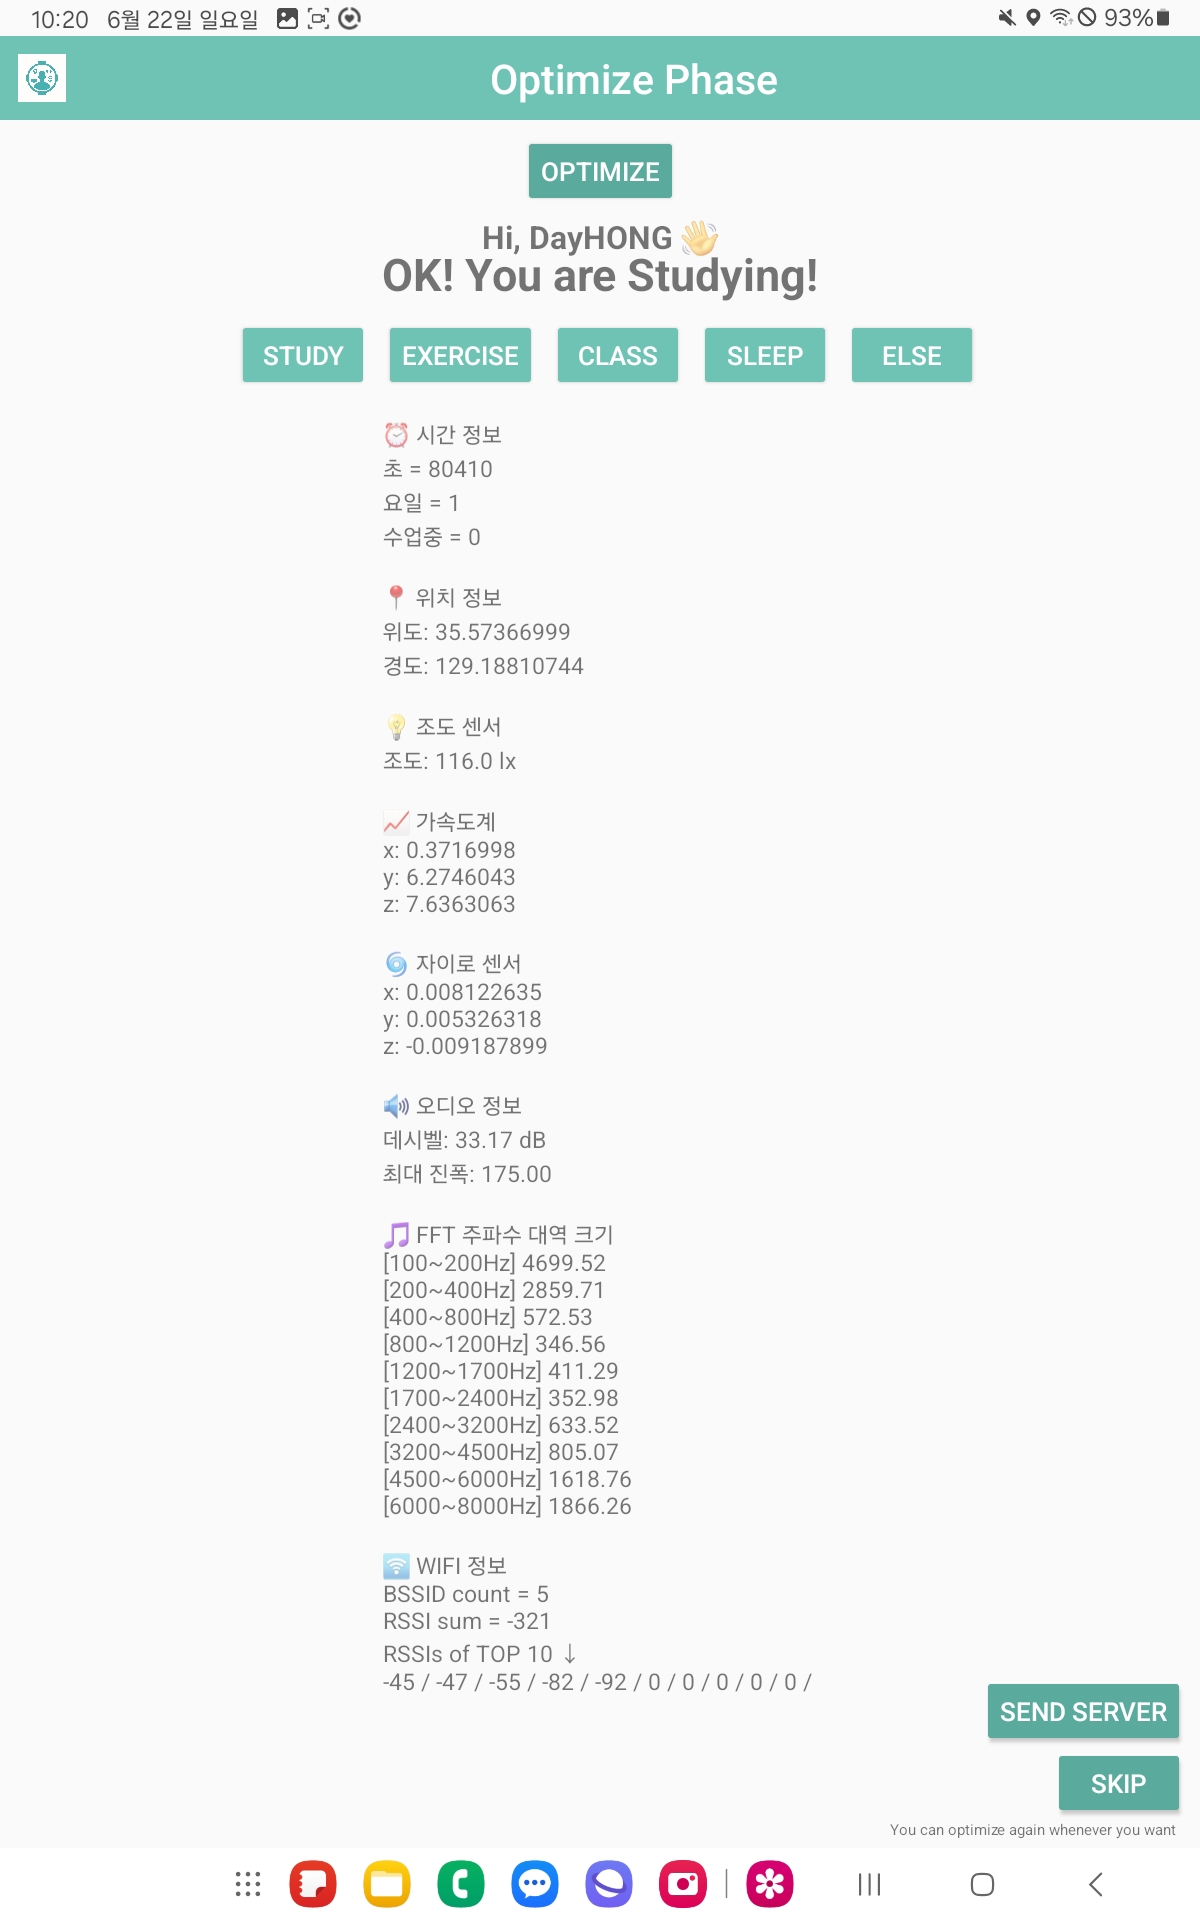 10:20 6월 22일 일요일 93%
Optimize Phase
OPTIMIZE
Hi, DayHONG 👋
OK! You are Studying!
STUDY EXERCISE CLASS SLEEP ELSE
⏰ 시간 정보
초 = 80410
요일 = 1
수업중 = 0
📍 위치 정보
위도: 35.57366999
경도: 129.18810744
💡 조도 센서
조도: 116.0 lx
📈 가속도계
x: 0.3716998
y: 6.2746043
z: 7.6363063
🌀 자이로 센서
x: 0.008122635
y: 0.005326318
z: -0.009187899
🔊 오디오 정보
데시벨: 33.17 dB
최대 진폭: 175.00
🎵 FFT 주파수 대역 크기
[100~200Hz] 4699.52
[200~400Hz] 2859.71
[400~800Hz] 572.53
[800~1200Hz] 346.56
[1200~1700Hz] 411.29
[1700~2400Hz] 352.98
[2400~3200Hz] 633.52
[3200~4500Hz] 805.07
[4500~6000Hz] 1618.76
[6000~8000Hz] 1866.26
🛜 WIFI 정보
BSSID count = 5
RSSI sum = -321
RSSIs of TOP 10 ↓
-45 / -47 / -55 / -82 / -92 / 0 / 0 / 0 / 0 / 0 /
SEND SERVER
SKIP
You can optimize again whenever you want